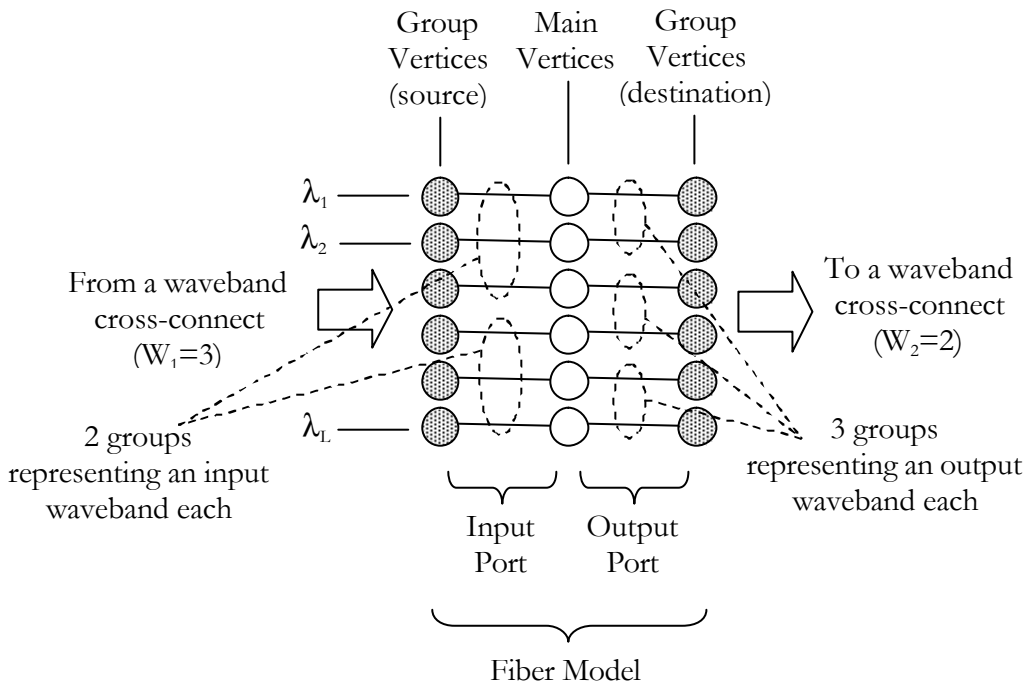 Group
Vertices
(source)
Main
Vertices
Group
Vertices
(destination)
λ₁
λ₂
From a waveband
cross-connect
(W₁=3)
To a waveband
cross-connect
(W₂=2)
λ_L
2 groups
representing an input
waveband each
3 groups
representing an output
waveband each
Input
Port
Output
Port
Fiber Model